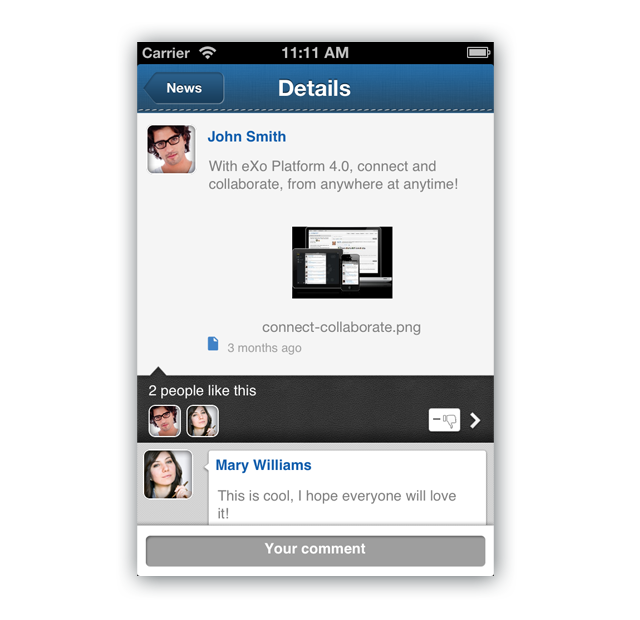 Carrier 11:11 AM
News Details
John Smith
With eXo Platform 4.0, connect and
collaborate, from anywhere at anytime!
connect-collaborate.png
3 months ago
2 people like this
Mary Williams
This is cool, I hope everyone will love
it!
Your comment